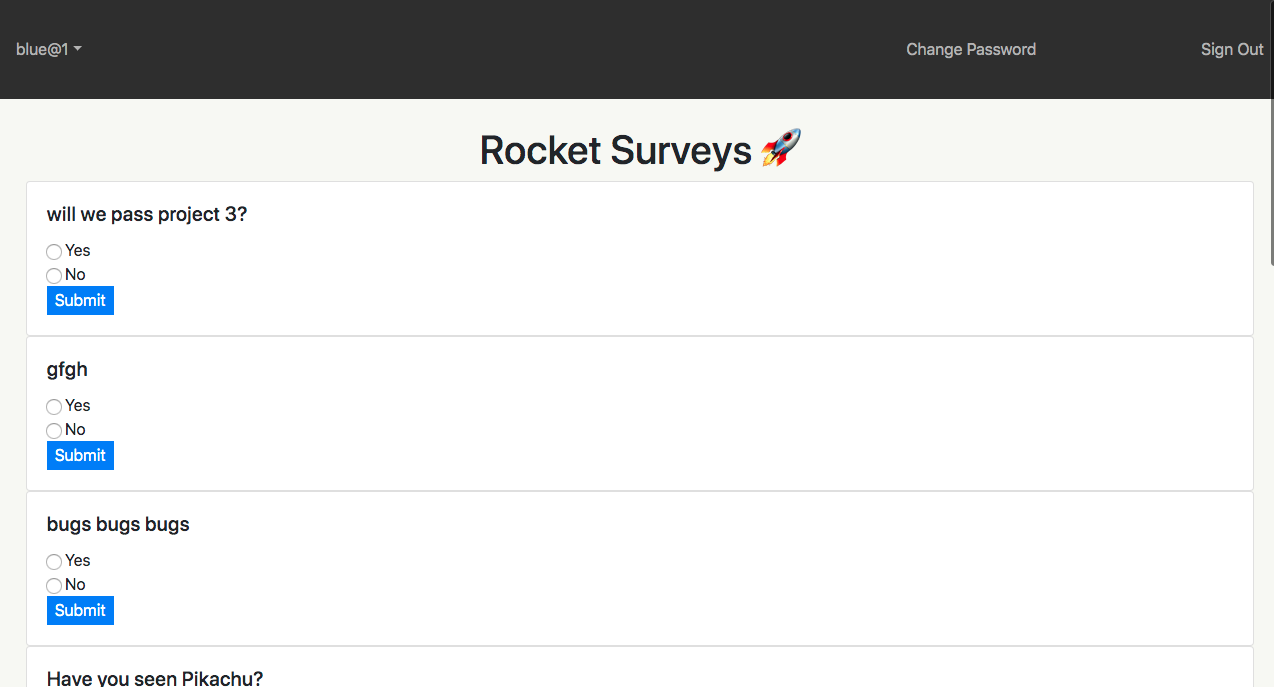 blue@1 Change Password Sign Out
Rocket Surveys 🚀
will we pass project 3?
Yes
No
Submit
gfgh
Yes
No
Submit
bugs bugs bugs
Yes
No
Submit
Have you seen Pikachu?